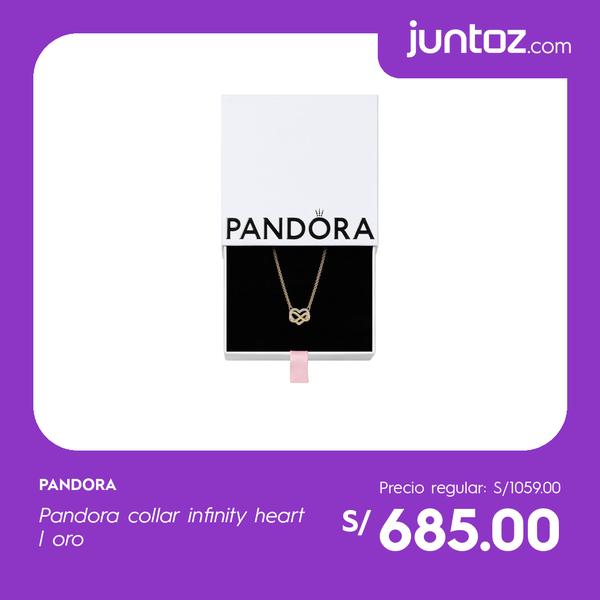 juntoz.com
PANDORA
PANDORA
Pandora collar infinity heart
| oro
Precio regular: S/1059.00
S/ 685.00